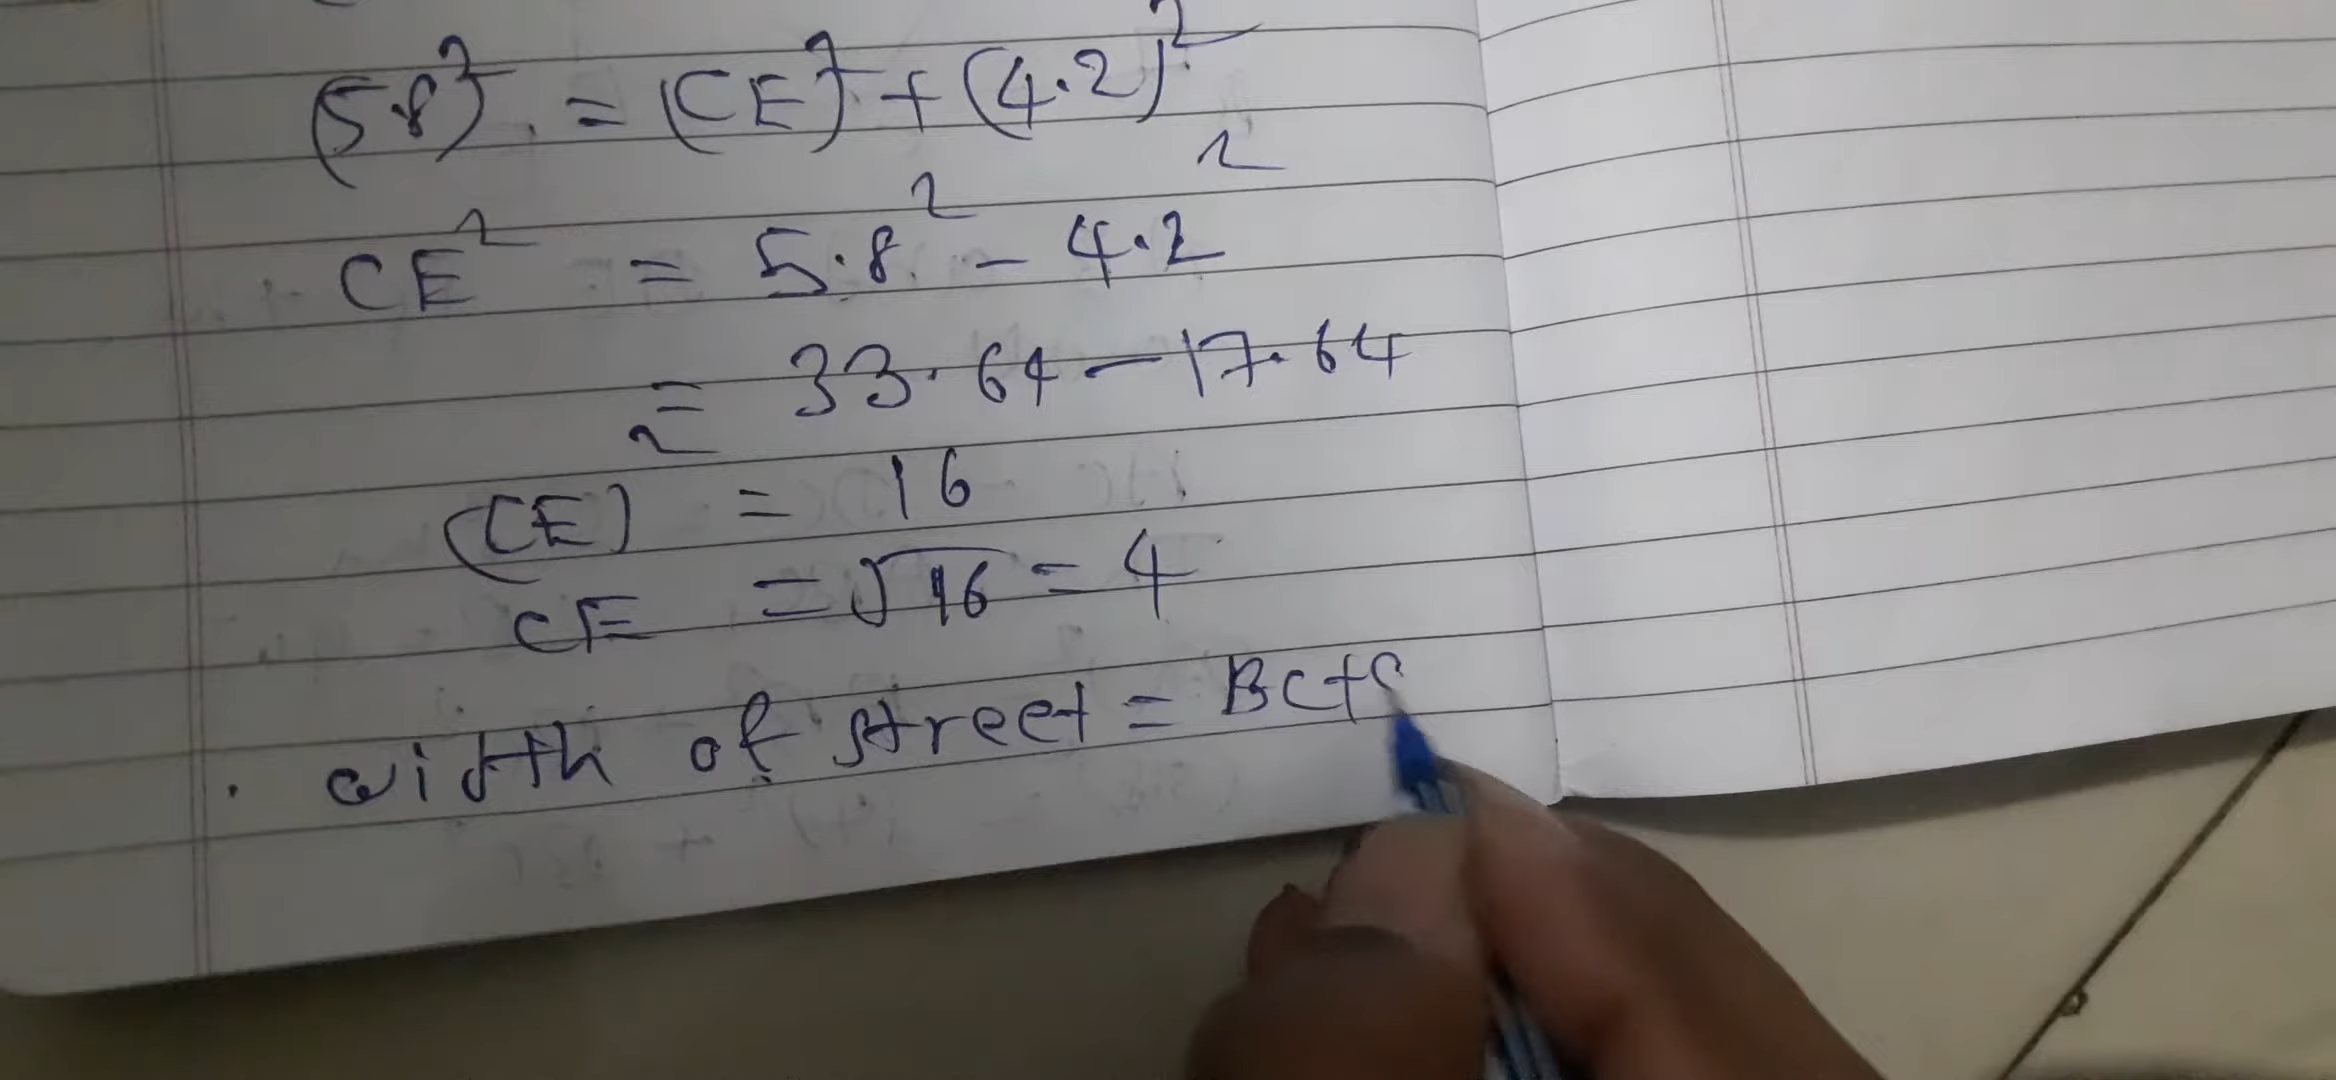 (5.8)² = (CE)² + (4.2)²
CE² = 5.8² - 4.2²
= 33.64 - 17.64
(CE)² = 16
CE = √16 = 4
. width of street = BC+C